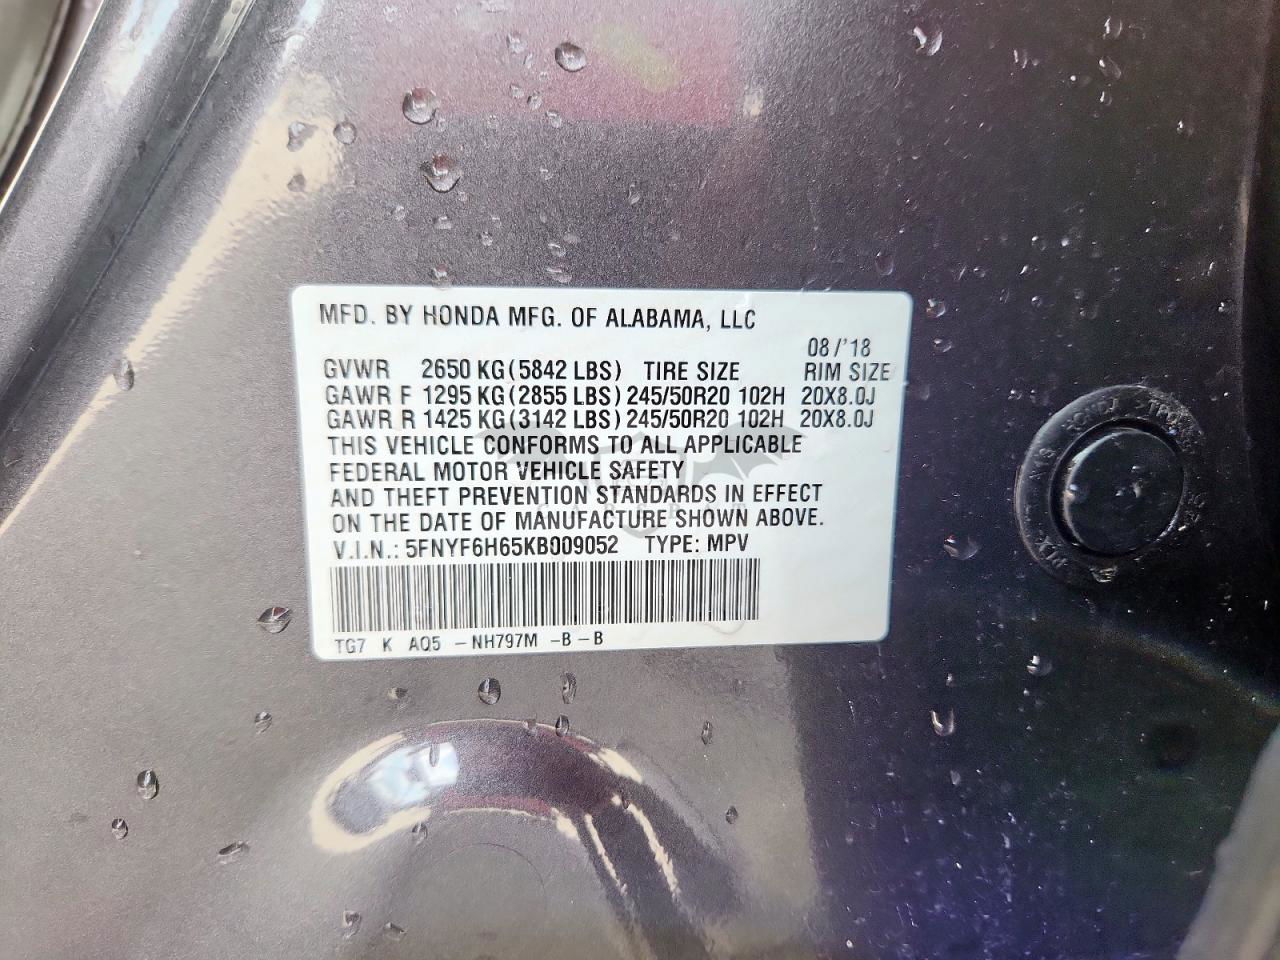 MFD. BY HONDA MFG. OF ALABAMA, LLC
08/'18
GVWR 2650 KG (5842 LBS) TIRE SIZE RIM SIZE
GAWR F 1295 KG (2855 LBS) 245/50R20 102H 20X8.0J
GAWR R 1425 KG (3142 LBS) 245/50R20 102H 20X8.0J
THIS VEHICLE CONFORMS TO ALL APPLICABLE
FEDERAL MOTOR VEHICLE SAFETY
AND THEFT PREVENTION STANDARDS IN EFFECT
ON THE DATE OF MANUFACTURE SHOWN ABOVE.
V.I.N.: 5FNYF6H65KB009052 TYPE: MPV
TG7 K AQ5 -NH797M -B-B